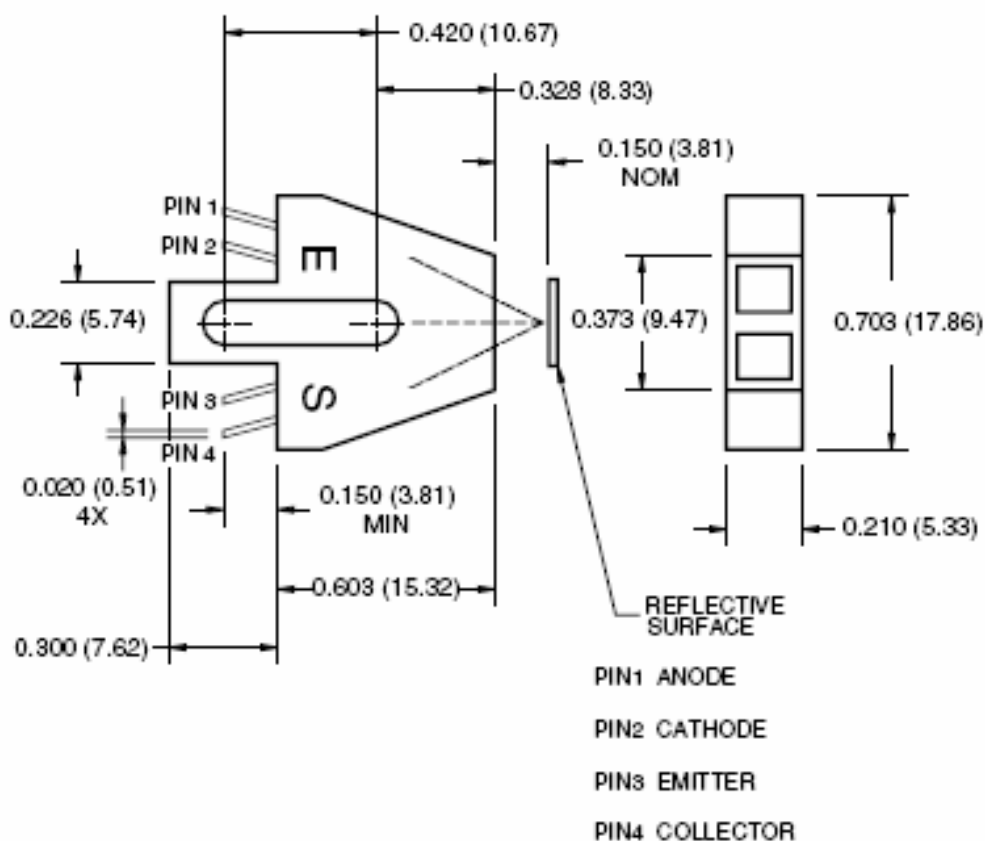 0.420 (10.67)
0.328 (8.33)
0.150 (3.81)
NOM
PIN 1
PIN 2
E
0.226 (5.74)
0.373 (9.47)
0.703 (17.86)
PIN 3
S
PIN 4
0.020 (0.51)
4X
0.150 (3.81)
MIN
0.210 (5.33)
0.603 (15.32)
REFLECTIVE
SURFACE
0.300 (7.62)
PIN1 ANODE
PIN2 CATHODE
PIN3 EMITTER
PIN4 COLLECTOR